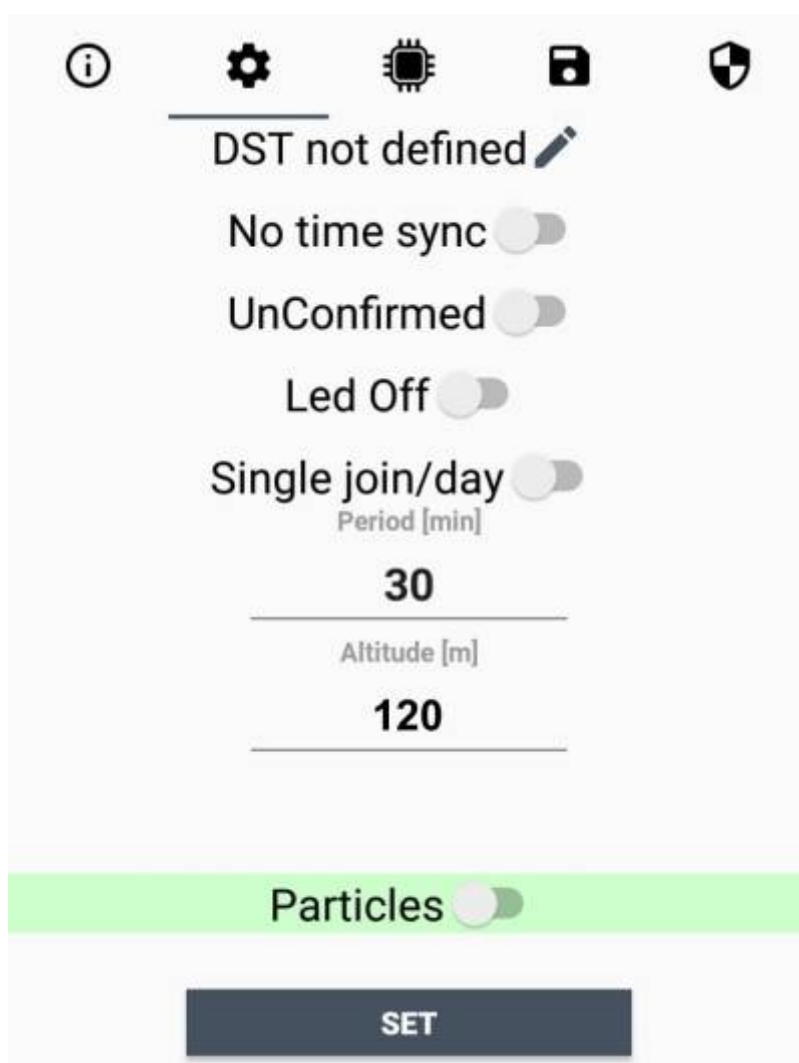 DST not defined
No time sync
UnConfirmed
Led Off
Single join/day
Period [min]
30
Altitude [m]
120
Particles
SET